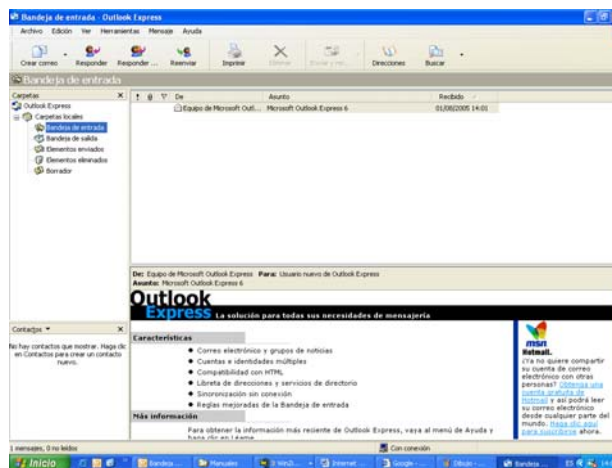 Bandeja de entrada - Outlook Express
Archivo Edición Ver Herramientas Mensaje Ayuda
Crear correo Responder Responder ... Reenviar Imprimir Eliminar Enviar y rec... Direcciones Buscar
Bandeja de entrada
Carpetas
Outlook Express
Carpetas locales
Bandeja de entrada
Bandeja de salida
Elementos enviados
Elementos eliminados
Borrador
De Asunto Recibido
Equipo de Microsoft Outl... Microsoft Outlook Express 6 01/08/2005 14:01
De: Equipo de Microsoft Outlook Express Para: Usuario nuevo de Outlook Express
Asunto: Microsoft Outlook Express 6
Outlook
Express La solución para todas sus necesidades de mensajería
Características
Correo electrónico y grupos de noticias
Cuentas e identidades múltiples
Compatibilidad con HTML
Libreta de direcciones y servicios de directorio
Sincronización sin conexión
Reglas mejoradas de la Bandeja de entrada
Más información
Para obtener la información más reciente de Outlook Express, vaya al menú de Ayuda y
haga clic en Léame.
msn
Hotmail.
¿Ya no quiere compartir
su cuenta de correo
electrónico con otras
personas? Obtenga una
cuenta gratuita de
Hotmail y así podrá leer
su correo electrónico
desde cualquier parte del
mundo. Haga clic aquí
para suscribirse ahora.
Contactos
No hay contactos que mostrar. Haga clic
en Contactos para crear un contacto
nuevo.
1 mensajes, 0 no leídos Con conexión
Inicio Bandeja ... Manuales Internet ... Google - ... Dibujo - ... Bandeja ... ES